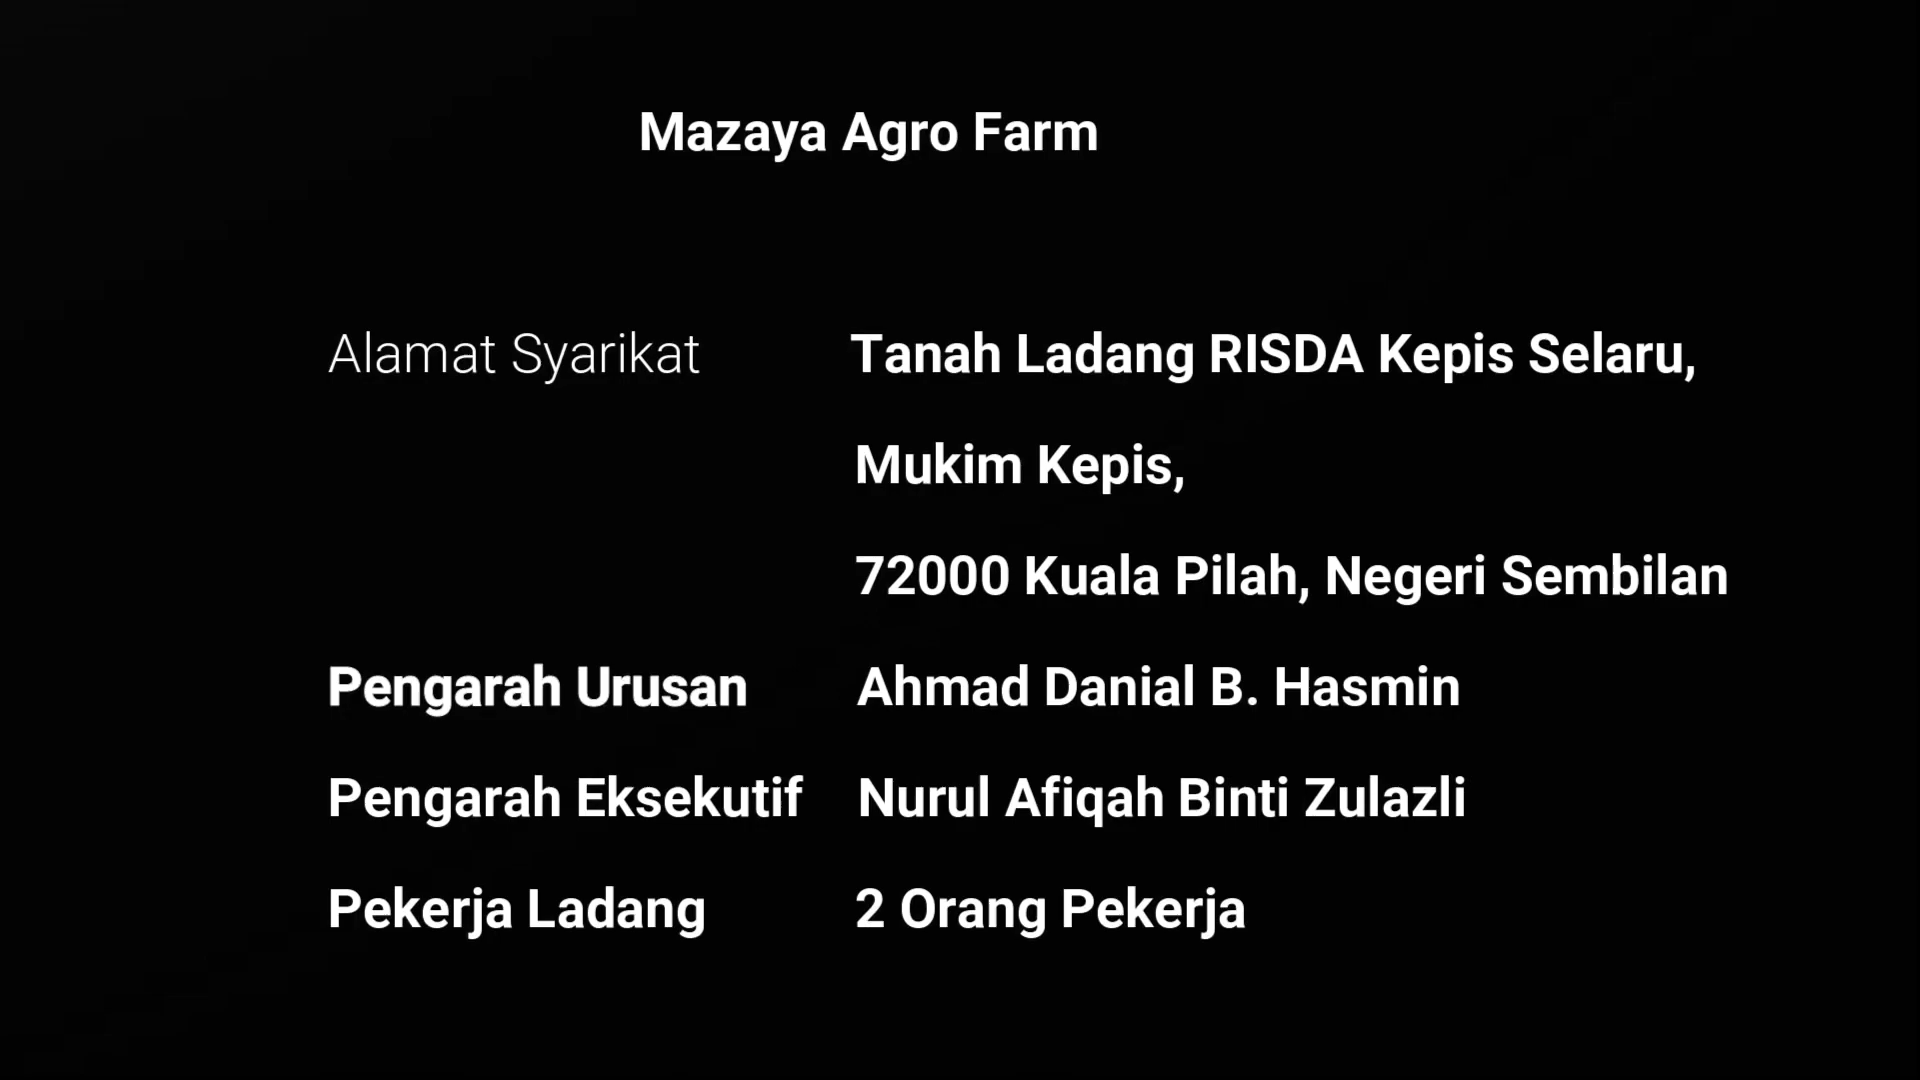 Mazaya Agro Farm
Alamat Syarikat Tanah Ladang RISDA Kepis Selaru,
Mukim Kepis,
72000 Kuala Pilah, Negeri Sembilan
Pengarah Urusan Ahmad Danial B. Hasmin
Pengarah Eksekutif Nurul Afiqah Binti Zulazli
Pekerja Ladang 2 Orang Pekerja